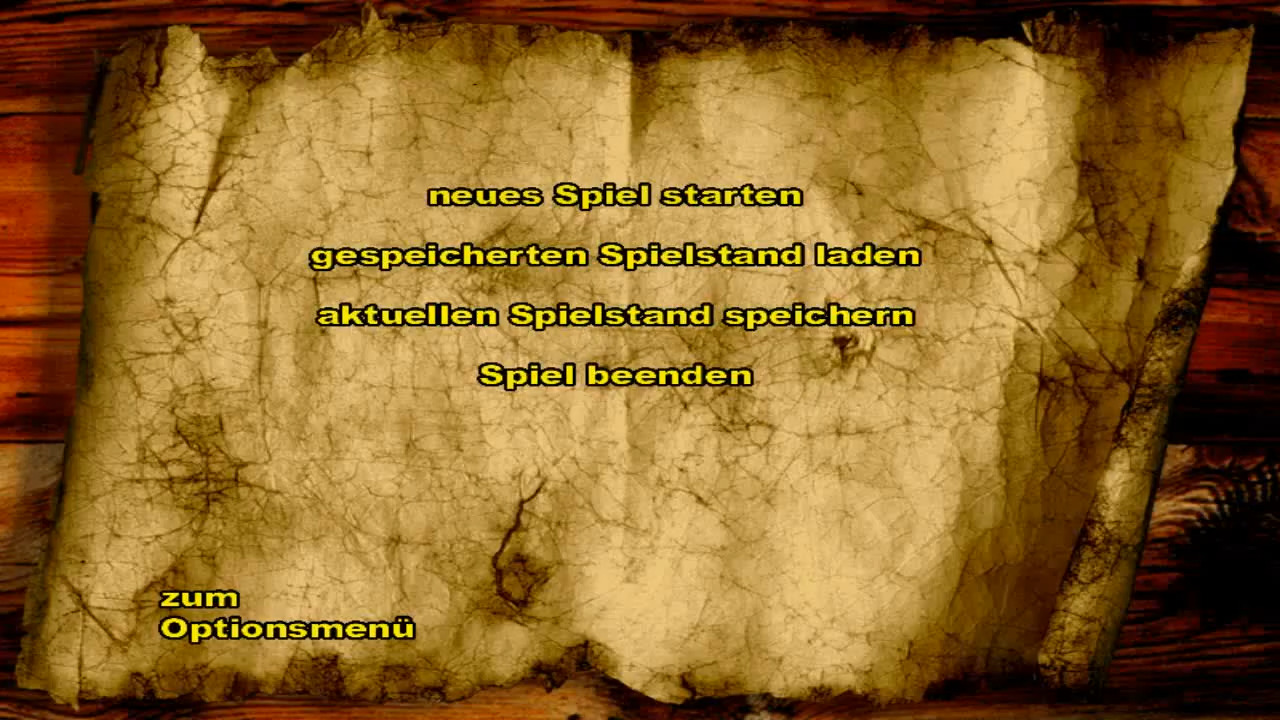 neues Spiel starten
gespeicherten Spielstand laden
aktuellen Spielstand speichern
Spiel beenden
zum
Optionsmenü